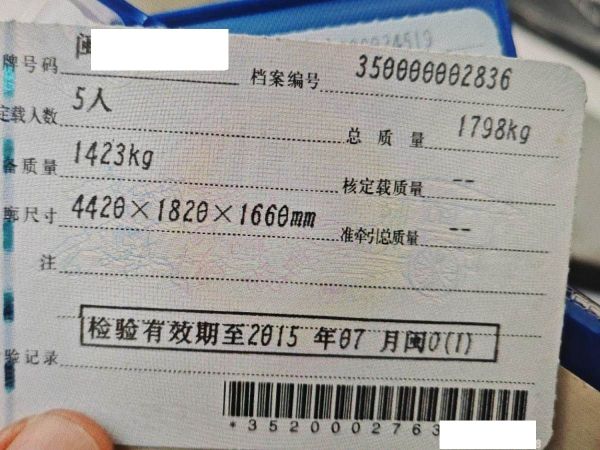 闽
号牌号码 档案编号 350000002836
定载人数 5人 总质量 1798kg
备质量 1423kg 核定载质量 --
廓尺寸 4420×1820×1660mm 准牵引总质量 --
注
检验有效期至2015年07月闽O(1)
验记录
*3520002763